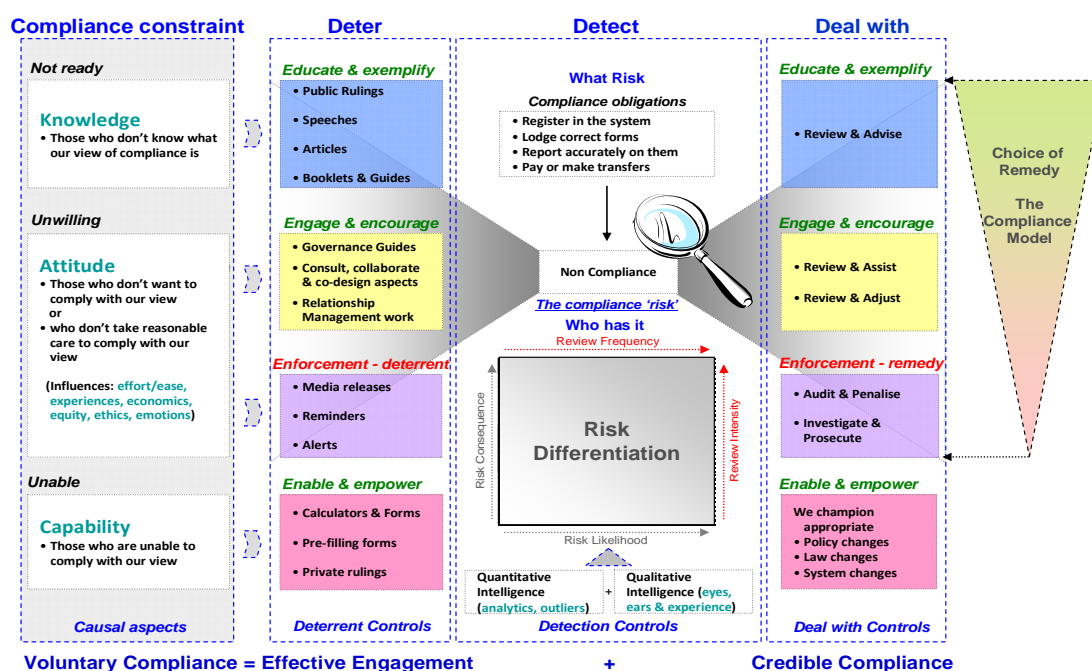 Compliance constraint
Not ready
Knowledge
• Those who don't know what
our view of compliance is
Unwilling
Attitude
• Those who don't want to
comply with our view
or
• who don't take reasonable
care to comply with our
view
(Influences: effort/ease,
experiences, economics,
equity, ethics, emotions)
Unable
Capability
• Those who are unable to
comply with our view
Causal aspects
Deter
Educate & exemplify
• Public Rulings
• Speeches
• Articles
• Booklets & Guides
Engage & encourage
• Governance Guides
• Consult, collaborate
& co-design aspects
• Relationship
Management work
Enforcement - deterrent
• Media releases
• Reminders
• Alerts
Enable & empower
• Calculators & Forms
• Pre-filling forms
• Private rulings
Deterrent Controls
Detect
What Risk
Compliance obligations
• Register in the system
• Lodge correct forms
• Report accurately on them
• Pay or make transfers
Non Compliance
The compliance 'risk'
Who has it
Review Frequency
Risk Consequence
Risk
Differentiation
Review Intensity
Risk Likelihood
Quantitative
Intelligence
(analytics, outliers)
+
Qualitative
Intelligence (eyes,
ears & experience)
Detection Controls
Deal with
Educate & exemplify
• Review & Advise
Engage & encourage
• Review & Assist
• Review & Adjust
Enforcement - remedy
• Audit & Penalise
• Investigate &
Prosecute
Enable & empower
We champion
appropriate
• Policy changes
• Law changes
• System changes
Deal with Controls
Choice of
Remedy
The
Compliance
Model
Voluntary Compliance = Effective Engagement + Credible Compliance